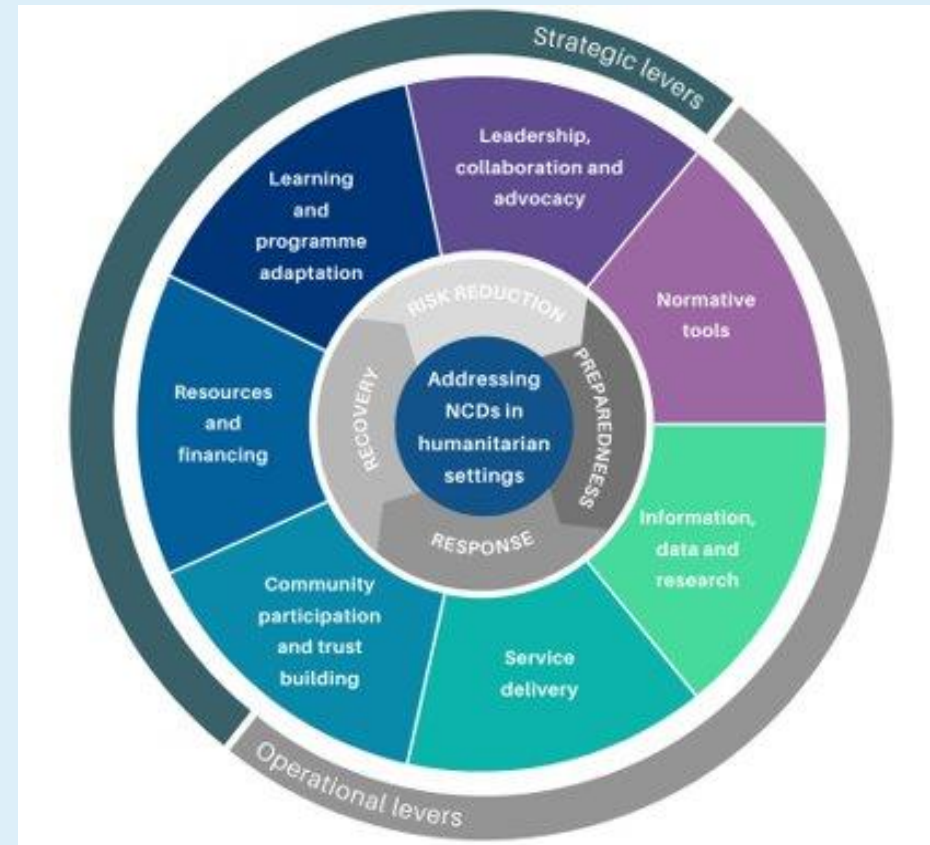 Strategic levers
Leadership,
collaboration and
advocacy
Normative
tools
Information,
data and
research
Service
delivery
Community
participation
and trust
building
Resources
and
financing
Learning
and
programme
adaptation
RISK REDUCTION
PREPAREDNESS
RESPONSE
RECOVERY
Addressing
NCDs in
humanitarian
settings
Operational levers